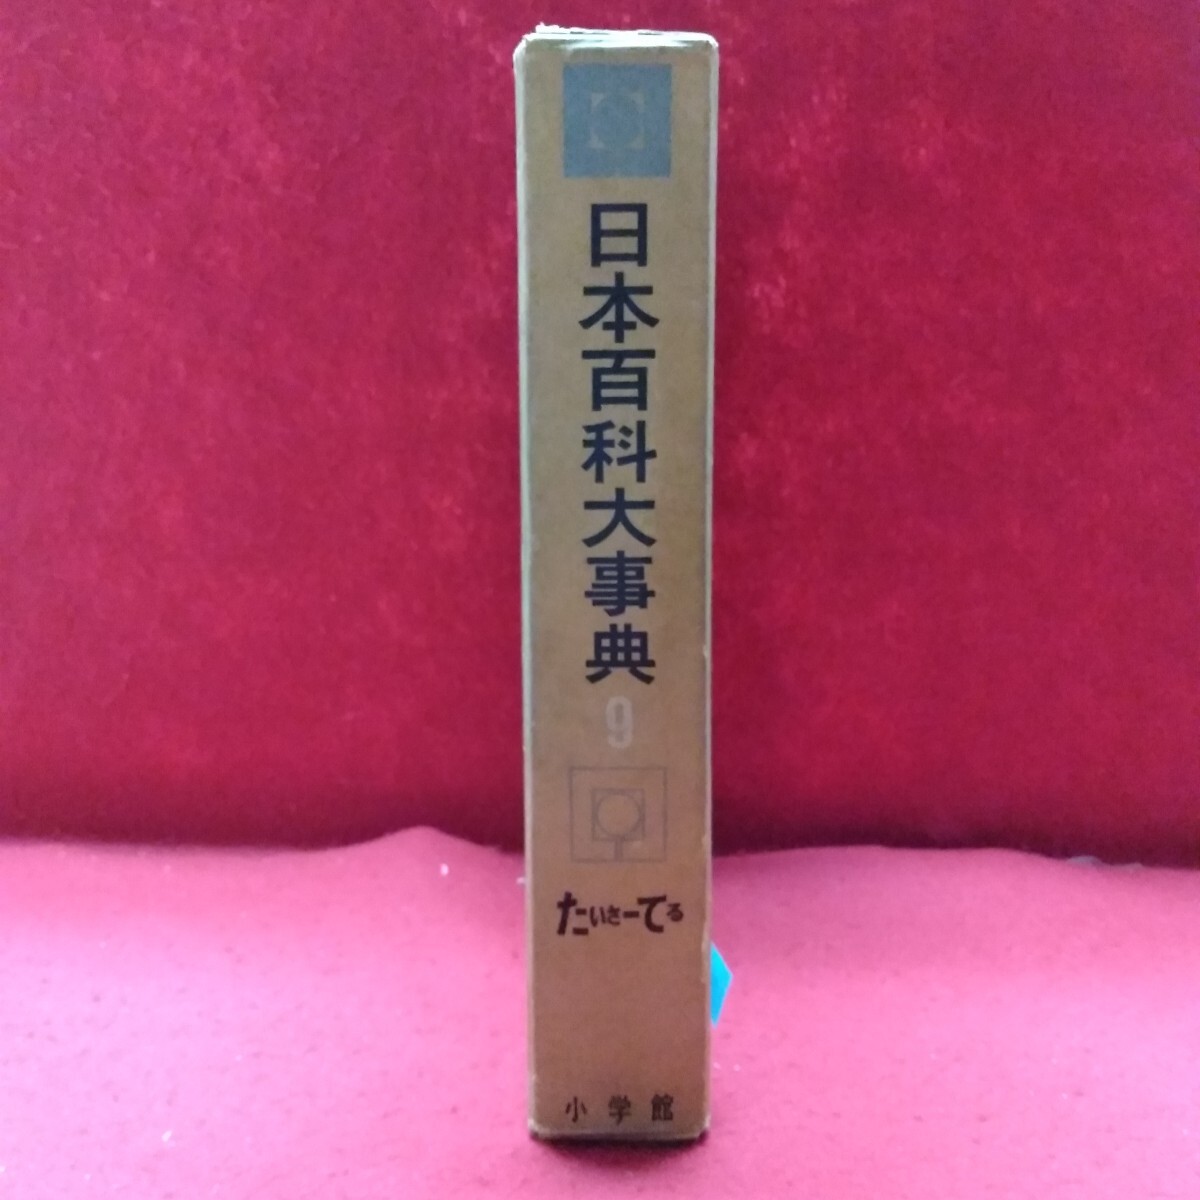 日本百科大事典
9
たいさーてる
小学館